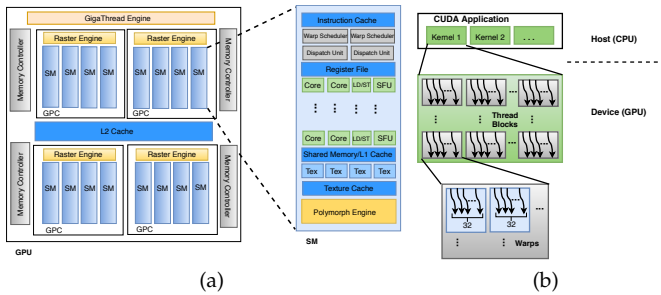 GigaThread Engine
Memory Controller
Raster Engine
SM SM SM SM
GPC
Raster Engine
SM SM SM SM
GPC
Memory Controller
L2 Cache
Memory Controller
Raster Engine
SM SM SM SM
GPC
Raster Engine
SM SM SM SM
GPC
Memory Controller
GPU
Instruction Cache
Warp Scheduler Warp Scheduler
Dispatch Unit Dispatch Unit
Register File
Core Core LD/ST SFU
Core Core LD/ST SFU
Shared Memory/L1 Cache
Tex Tex Tex Tex
Texture Cache
Polymorph Engine
SM
(a)
CUDA Application
Kernel 1 Kernel 2 ...
Host (CPU)
Device (GPU)
Thread
Blocks
32 32
Warps
(b)